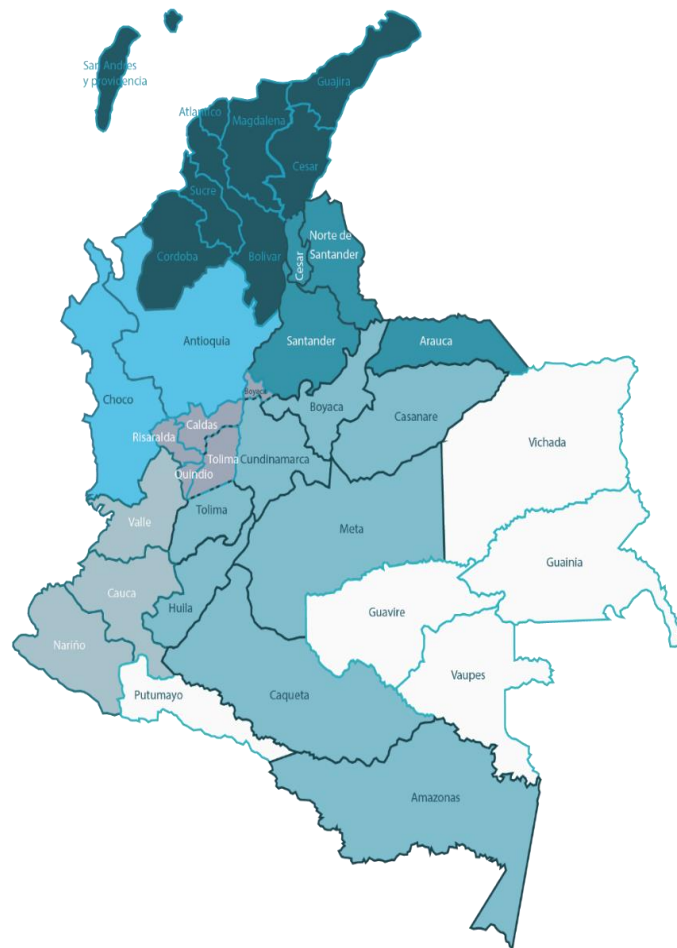 San Andres
y providencia
Guajira
Atlantico
Magdalena
Cesar
Sucre
Norte de
Santander
Cordoba
Bolivar
Cesar
Antioquia
Santander
Arauca
Boyaca
Choco
Boyaca
Casanare
Caldas
Risaralda
Vichada
Tolima
Cundinamarca
Quindio
Tolima
Valle
Meta
Guainia
Cauca
Huila
Guavire
Nariño
Vaupes
Putumayo
Caqueta
Amazonas